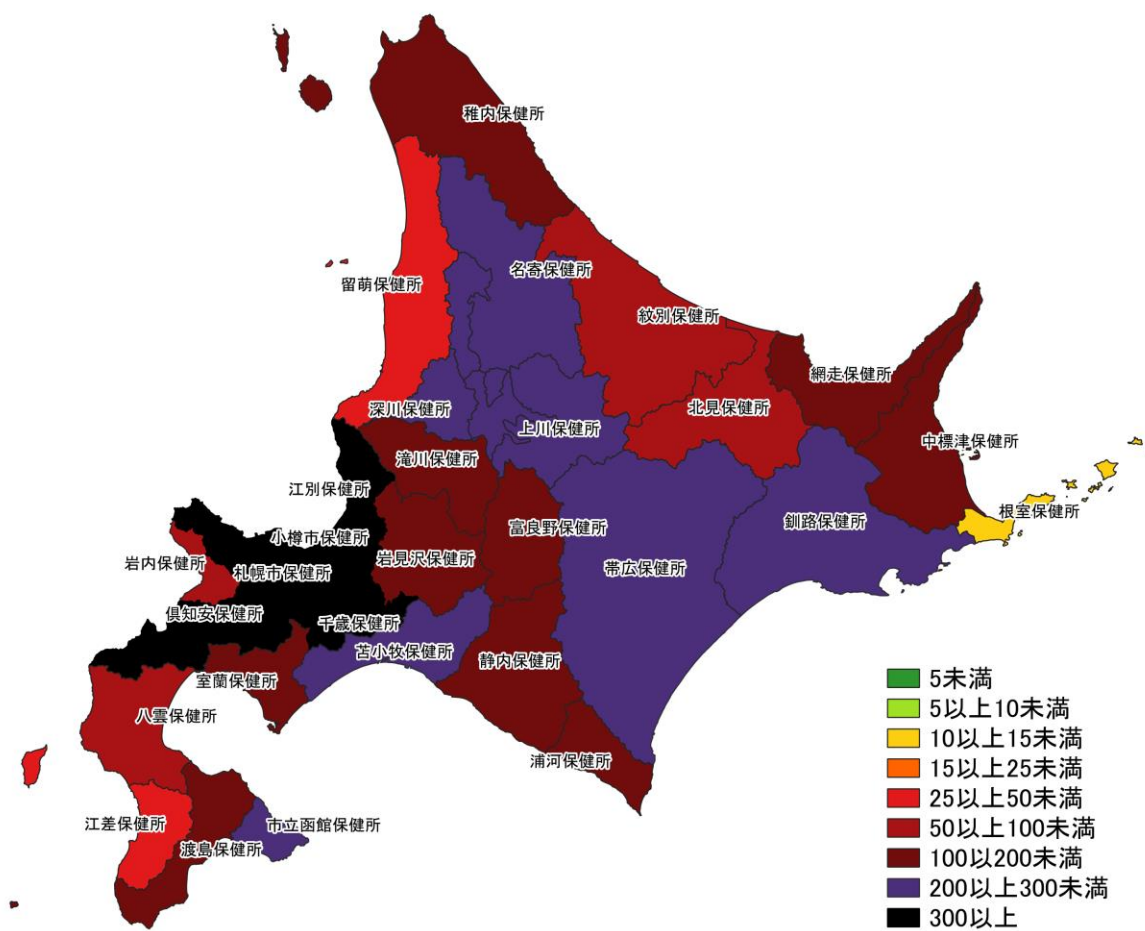 稚内保健所
名寄保健所
留萌保健所
紋別保健所
網走保健所
深川保健所
北見保健所
上川保健所
中標津保健所
滝川保健所
江別保健所
根室保健所
釧路保健所
富良野保健所
小樽市保健所
岩見沢保健所
岩内保健所
札幌市保健所
帯広保健所
倶知安保健所
千歳保健所
苫小牧保健所
静内保健所
室蘭保健所
八雲保健所
浦河保健所
江差保健所
市立函館保健所
渡島保健所
5未満
5以上10未満
10以上15未満
15以上25未満
25以上50未満
50以上100未満
100以200未満
200以上300未満
300以上